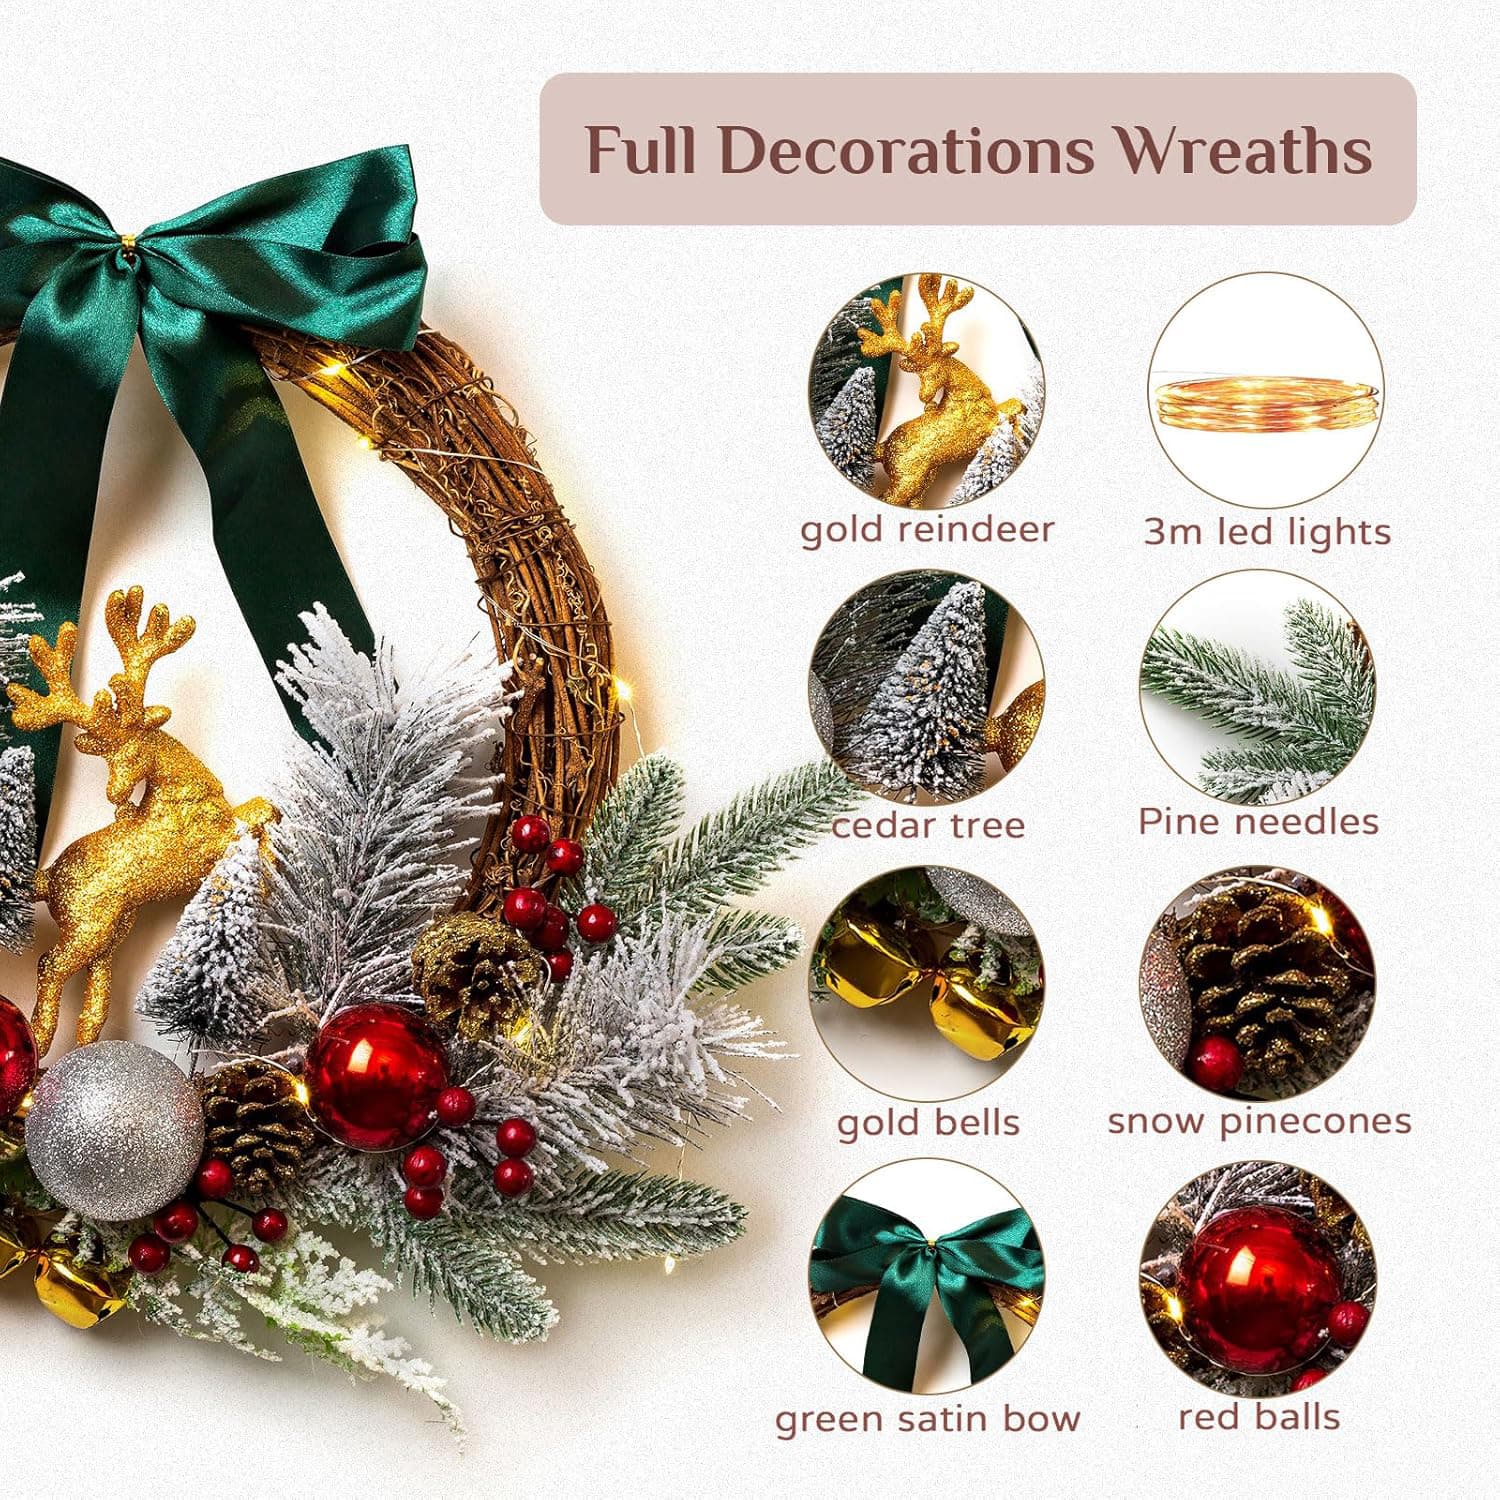 Full Decorations Wreaths
gold reindeer
3m led lights
cedar tree
Pine needles
gold bells
snow pinecones
green satin bow
red balls